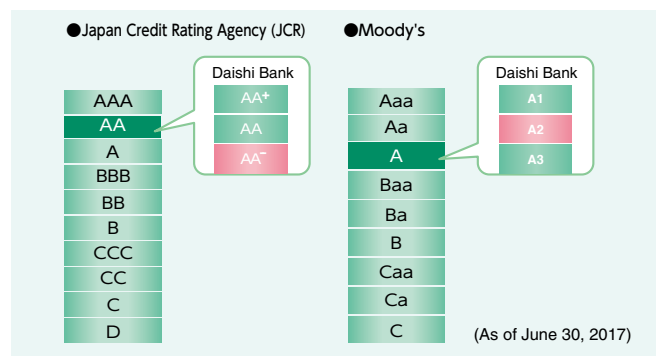 ●Japan Credit Rating Agency (JCR)
AAA
AA
A
BBB
BB
B
CCC
CC
C
D
Daishi Bank
AA+
AA
AA−
●Moody's
Aaa
Aa
A
Baa
Ba
B
Caa
Ca
C
Daishi Bank
A1
A2
A3
(As of June 30, 2017)